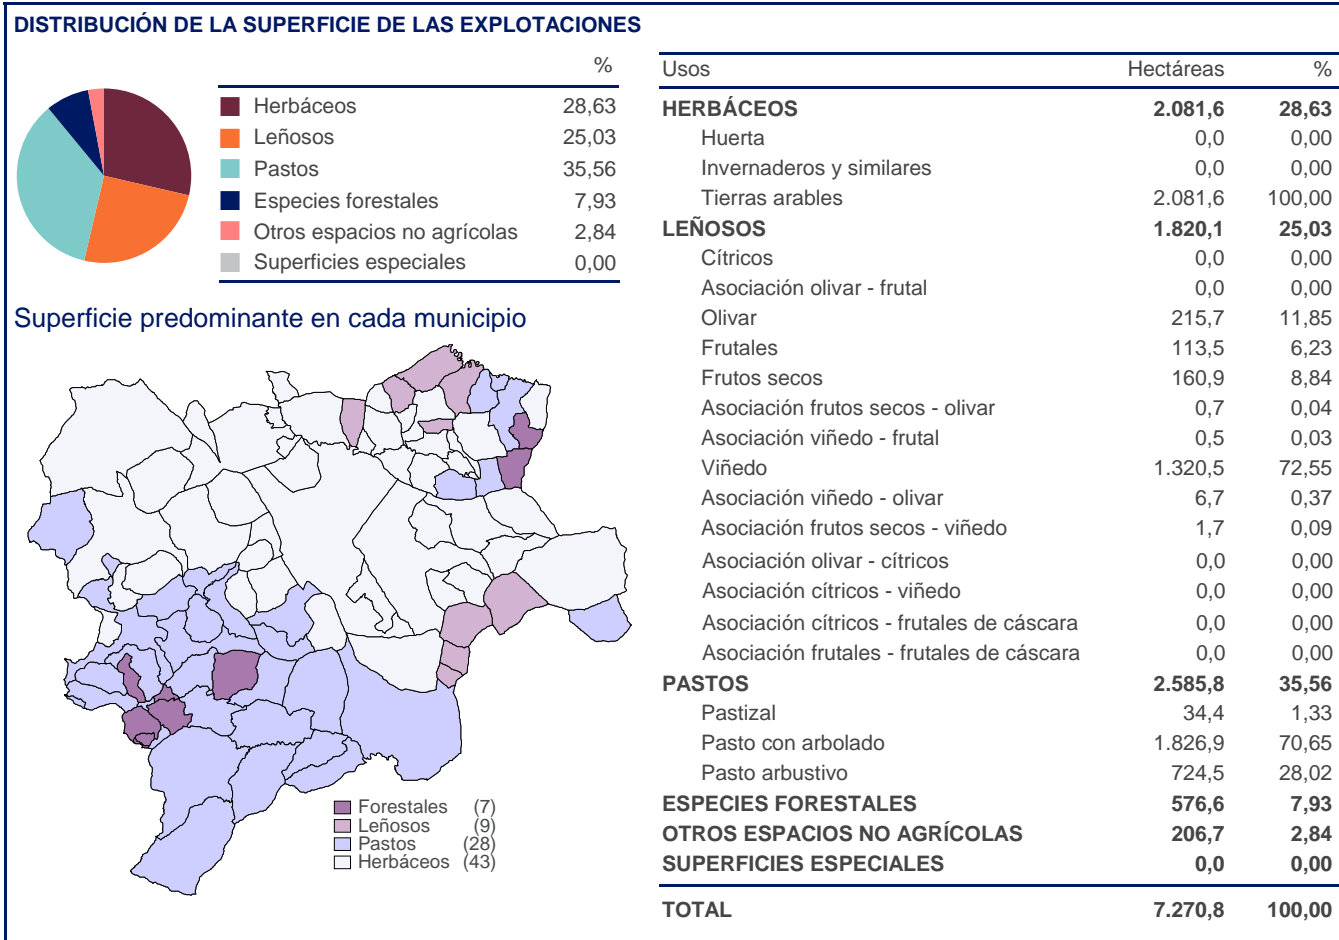 DISTRIBUCIÓN DE LA SUPERFICIE DE LAS EXPLOTACIONES
%
Herbáceos 28,63
Leñosos 25,03
Pastos 35,56
Especies forestales 7,93
Otros espacios no agrícolas 2,84
Superficies especiales 0,00
Superficie predominante en cada municipio
Forestales (7)
Leñosos (9)
Pastos (28)
Herbáceos (43)
Usos Hectáreas %
HERBÁCEOS 2.081,6 28,63
Huerta 0,0 0,00
Invernaderos y similares 0,0 0,00
Tierras arables 2.081,6 100,00
LEÑOSOS 1.820,1 25,03
Cítricos 0,0 0,00
Asociación olivar - frutal 0,0 0,00
Olivar 215,7 11,85
Frutales 113,5 6,23
Frutos secos 160,9 8,84
Asociación frutos secos - olivar 0,7 0,04
Asociación viñedo - frutal 0,5 0,03
Viñedo 1.320,5 72,55
Asociación viñedo - olivar 6,7 0,37
Asociación frutos secos - viñedo 1,7 0,09
Asociación olivar - cítricos 0,0 0,00
Asociación cítricos - viñedo 0,0 0,00
Asociación cítricos - frutales de cáscara 0,0 0,00
Asociación frutales - frutales de cáscara 0,0 0,00
PASTOS 2.585,8 35,56
Pastizal 34,4 1,33
Pasto con arbolado 1.826,9 70,65
Pasto arbustivo 724,5 28,02
ESPECIES FORESTALES 576,6 7,93
OTROS ESPACIOS NO AGRÍCOLAS 206,7 2,84
SUPERFICIES ESPECIALES 0,0 0,00
TOTAL 7.270,8 100,00